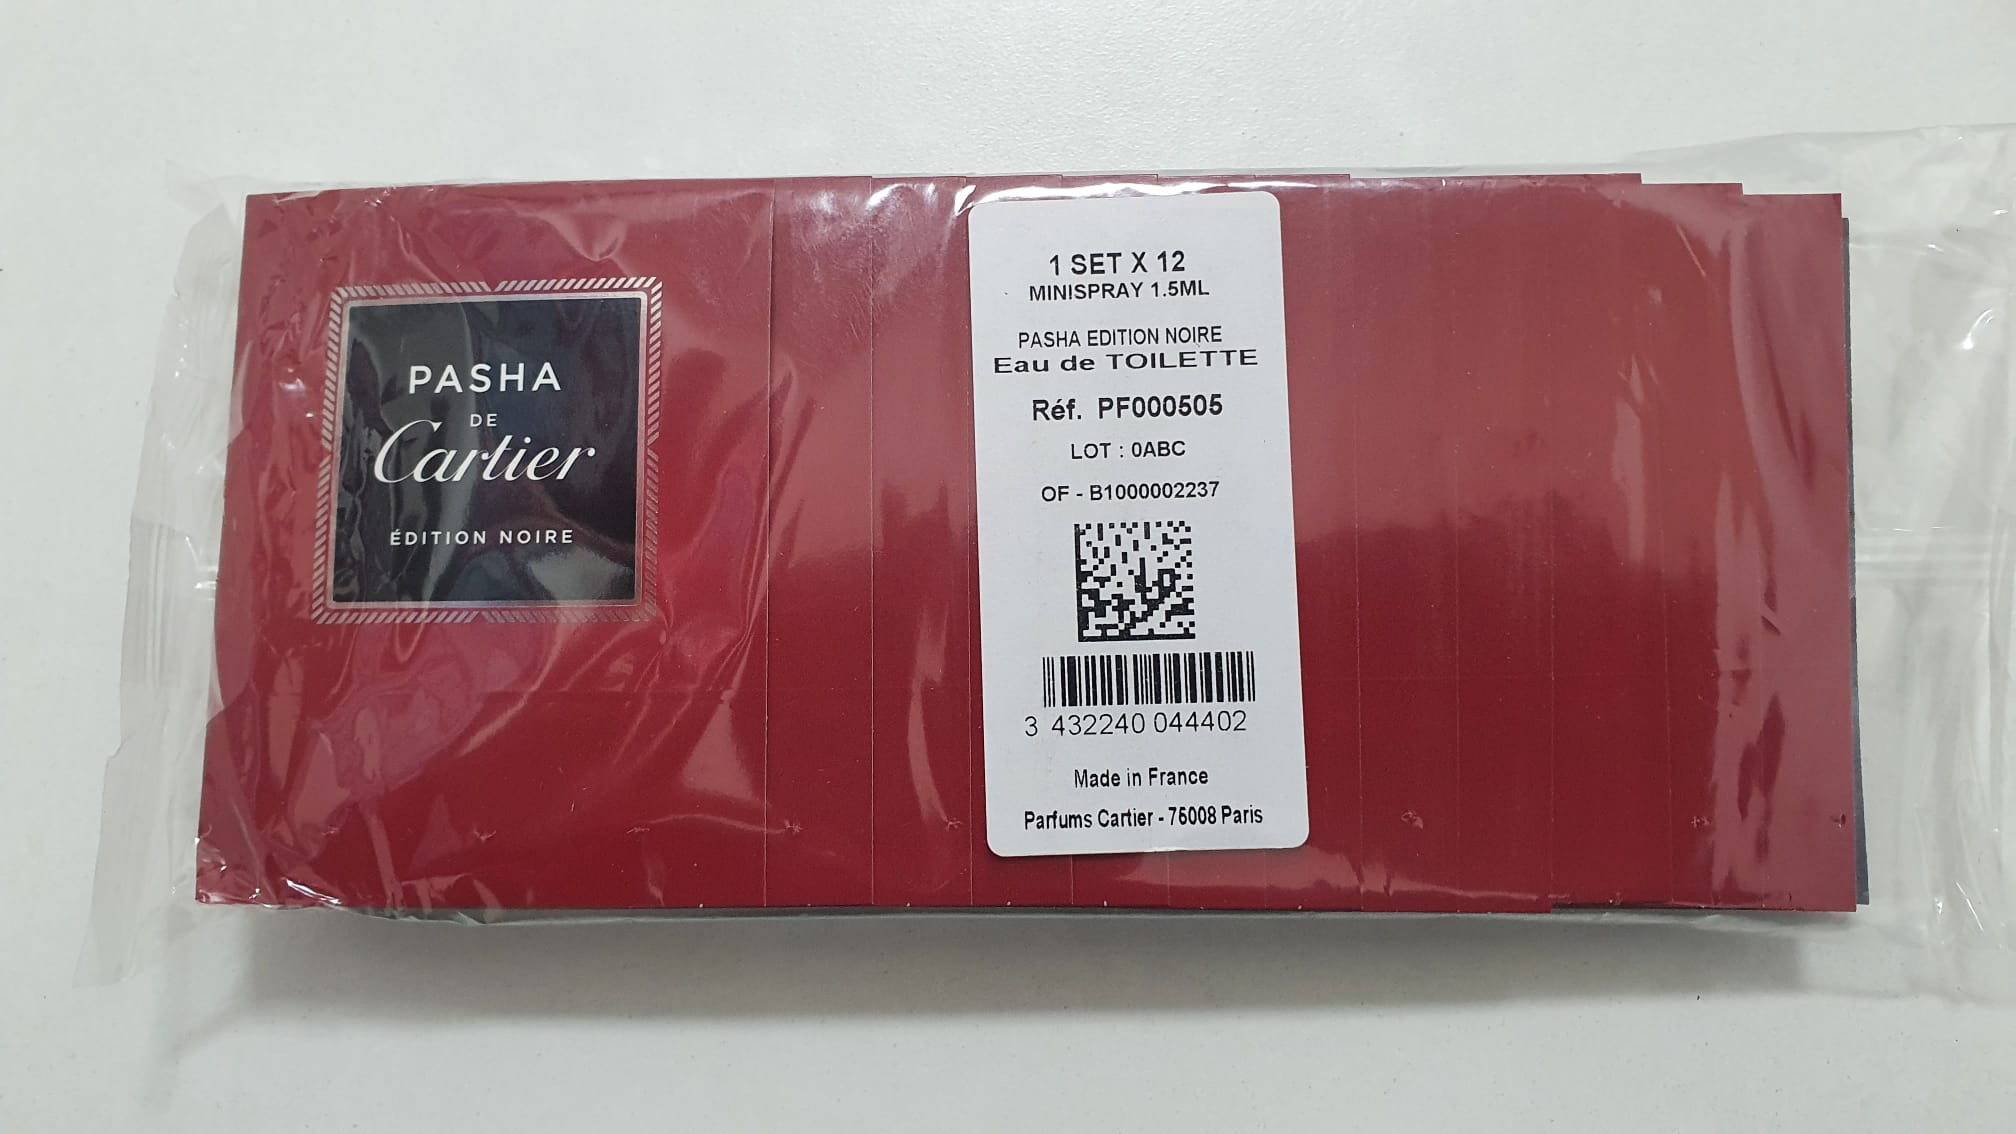 PASHA
DE
Cartier
ÉDITION NOIRE
1 SET X 12
MINISPRAY 1.5ML
PASHA EDITION NOIRE
Eau de TOILETTE
Réf. PF000505
LOT : 0ABC
OF - B1000002237
3 432240 044402
Made in France
Parfums Cartier - 75008 Paris